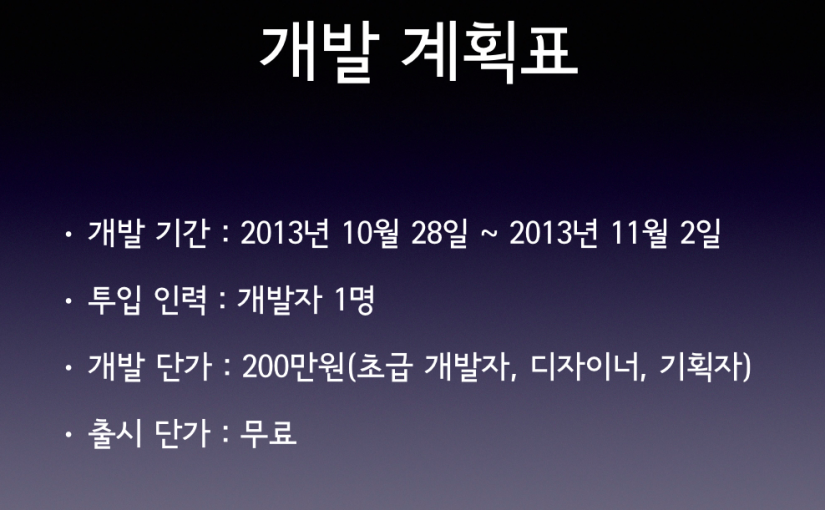 개발 계획표
• 개발 기간 : 2013년 10월 28일 ~ 2013년 11월 2일
• 투입 인력 : 개발자 1명
• 개발 단가 : 200만원(초급 개발자, 디자이너, 기획자)
• 출시 단가 : 무료